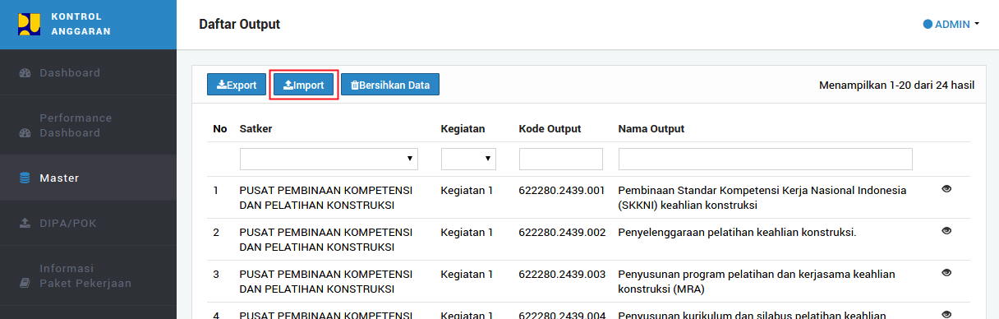 KONTROL
ANGGARAN
Daftar Output
ADMIN
Dashboard
Performance
Dashboard
Master
DIPA/POK
Informasi
Paket Pekerjaan
Export Import Bersihkan Data Menampilkan 1-20 dari 24 hasil
No Satker Kegiatan Kode Output Nama Output
1 PUSAT PEMBINAAN KOMPETENSI Kegiatan 1 622280.2439.001 Pembinaan Standar Kompetensi Kerja Nasional Indonesia
DAN PELATIHAN KONSTRUKSI (SKKNI) keahlian konstruksi
2 PUSAT PEMBINAAN KOMPETENSI Kegiatan 1 622280.2439.002 Penyelenggaraan pelatihan keahlian konstruksi.
DAN PELATIHAN KONSTRUKSI
3 PUSAT PEMBINAAN KOMPETENSI Kegiatan 1 622280.2439.003 Penyusunan program pelatihan dan kerjasama keahlian
DAN PELATIHAN KONSTRUKSI konstruksi (MRA)
4 PUSAT PEMBINAAN KOMPETENSI Kegiatan 1 622280.2439.004 Penyusunan kurikulum dan silabus pelatihan keahlian